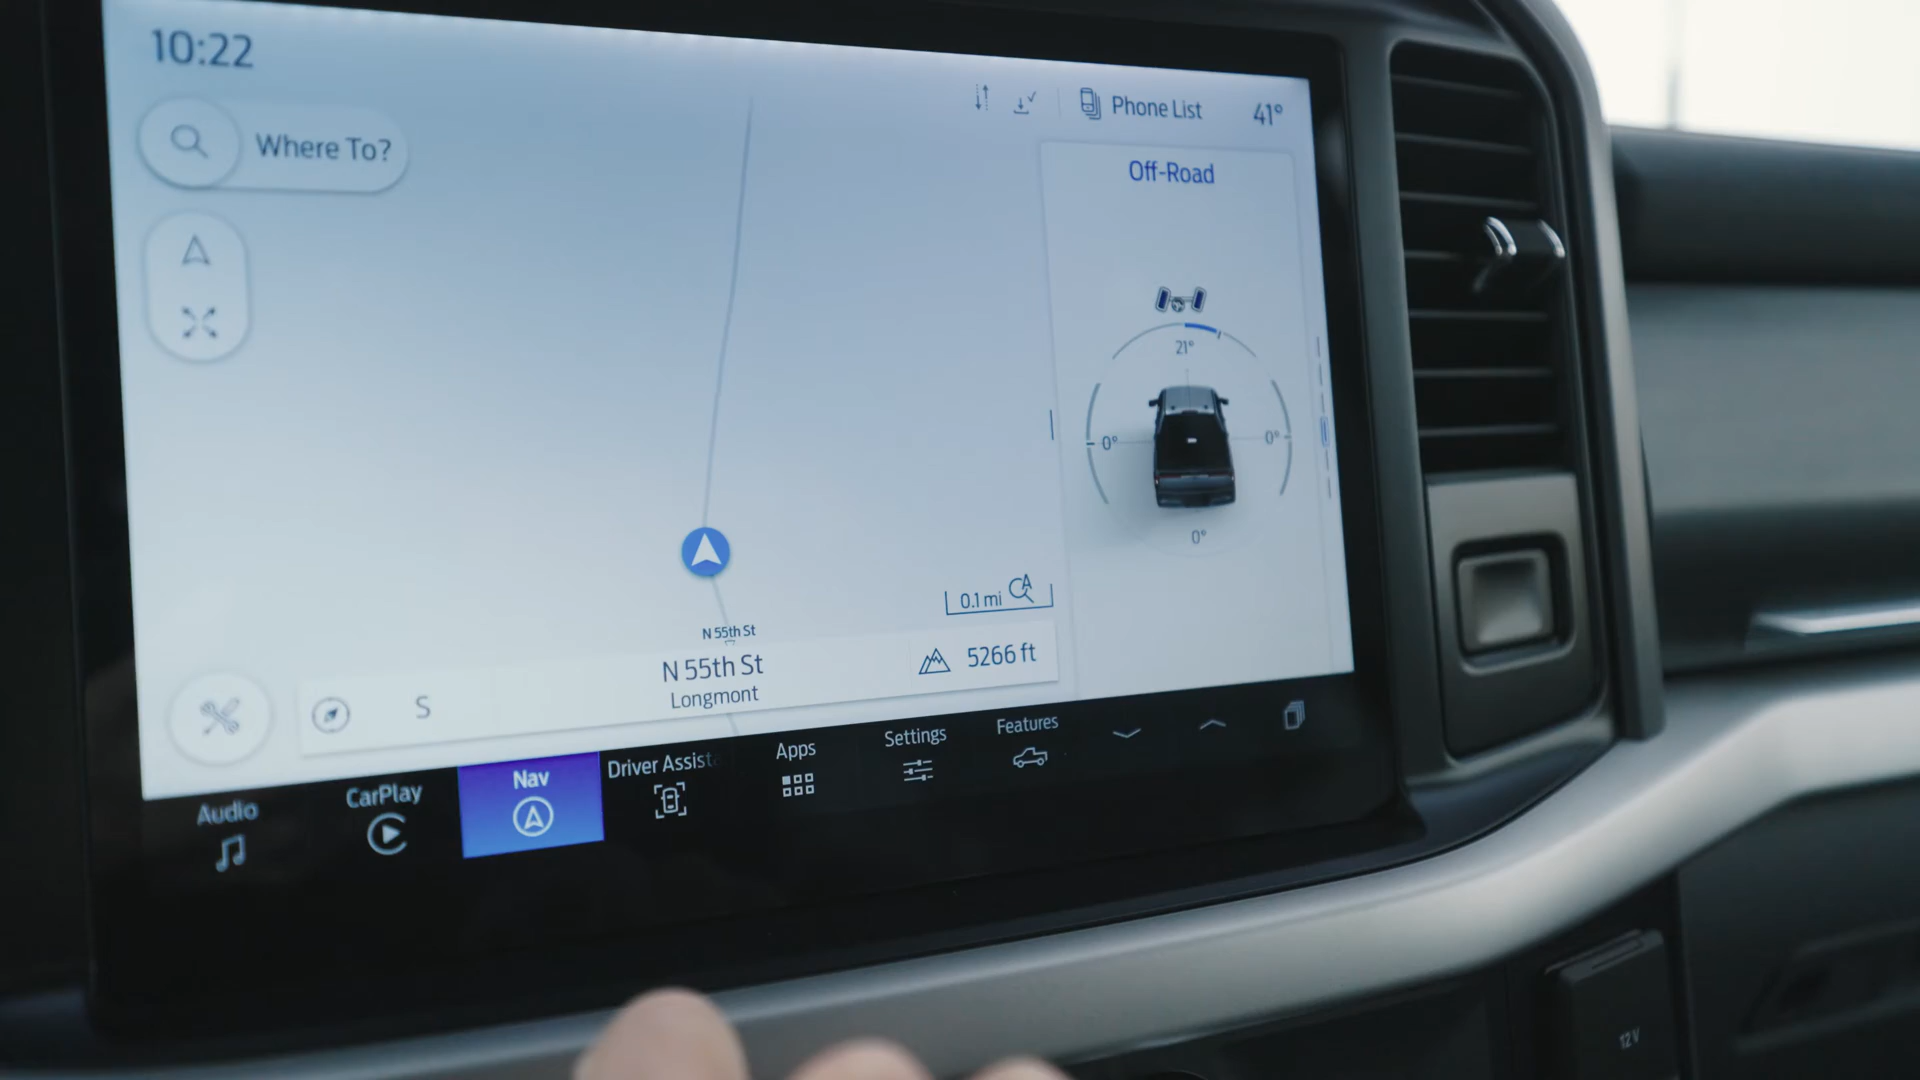 10:22
Phone List
41°
Where To?
Off-Road
21°
0°
0°
0°
0.1 mi
N 55th St
N 55th St
Longmont
5266 ft
S
Audio
CarPlay
Nav
Driver Assist
Apps
Settings
Features
12V